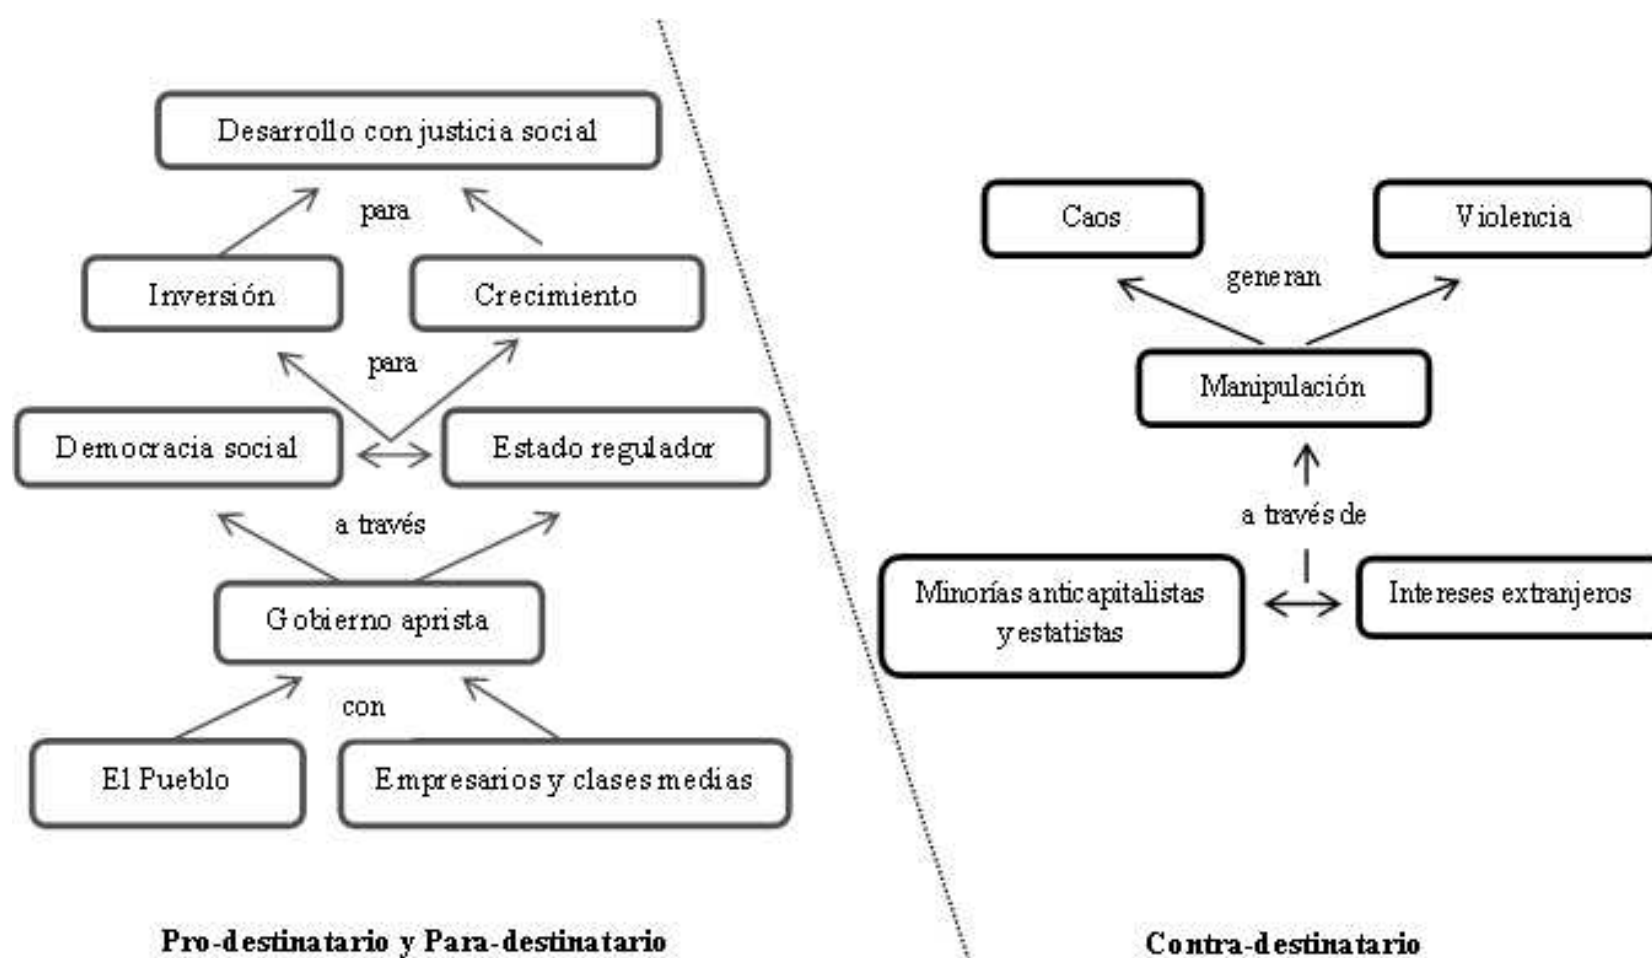 Desarrollo con justicia social
para
Inversión
Crecimiento
para
Democracia social
Estado regulador
a través
Gobierno aprista
con
El Pueblo
Empresarios y clases medias
Pro-destinatario y Para-destinatario
Caos
Violencia
generan
Manipulación
a través de
Minorías anticapitalistas
y estatistas
Intereses extranjeros
Contra-destinatario